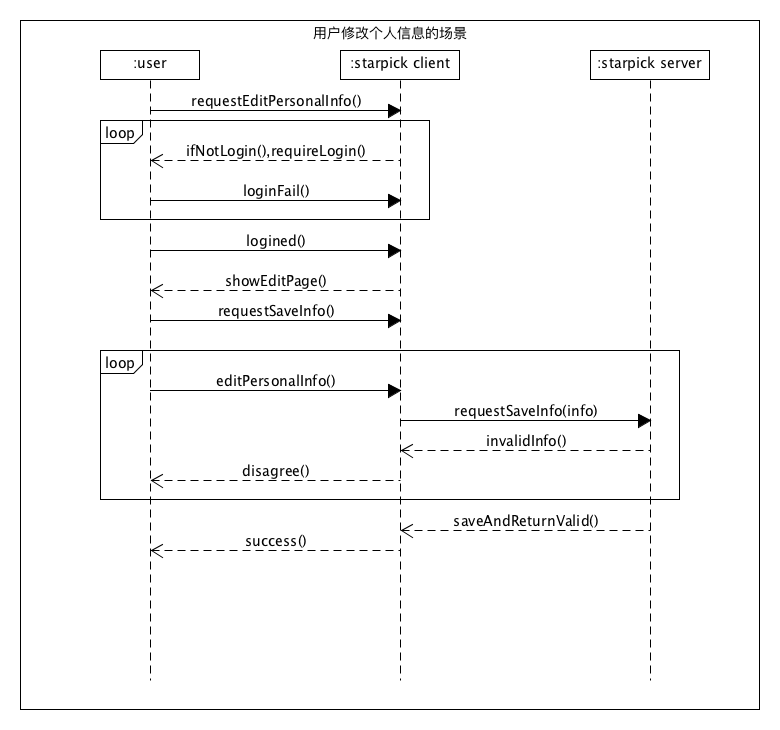 用户修改个人信息的场景
:user
:starpick client
:starpick server
requestEditPersonalInfo()
loop
ifNotLogin(),requireLogin()
loginFail()
logined()
showEditPage()
requestSaveInfo()
loop
editPersonalInfo()
requestSaveInfo(info)
invalidInfo()
disagree()
saveAndReturnValid()
success()